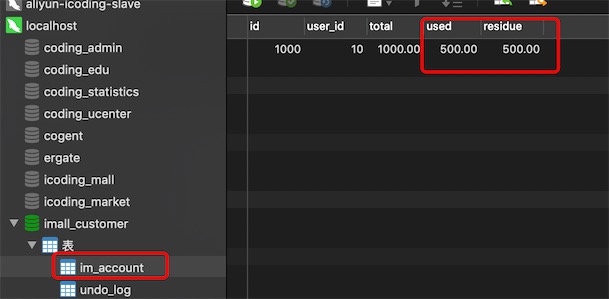 aliyun-icoding-slave
localhost
coding_admin
coding_edu
coding_statistics
coding_ucenter
cogent
ergate
icoding_mall
icoding_market
imall_customer
表
im_account
undo_log
id user_id total used residue
1000 10 1000.00 500.00 500.00